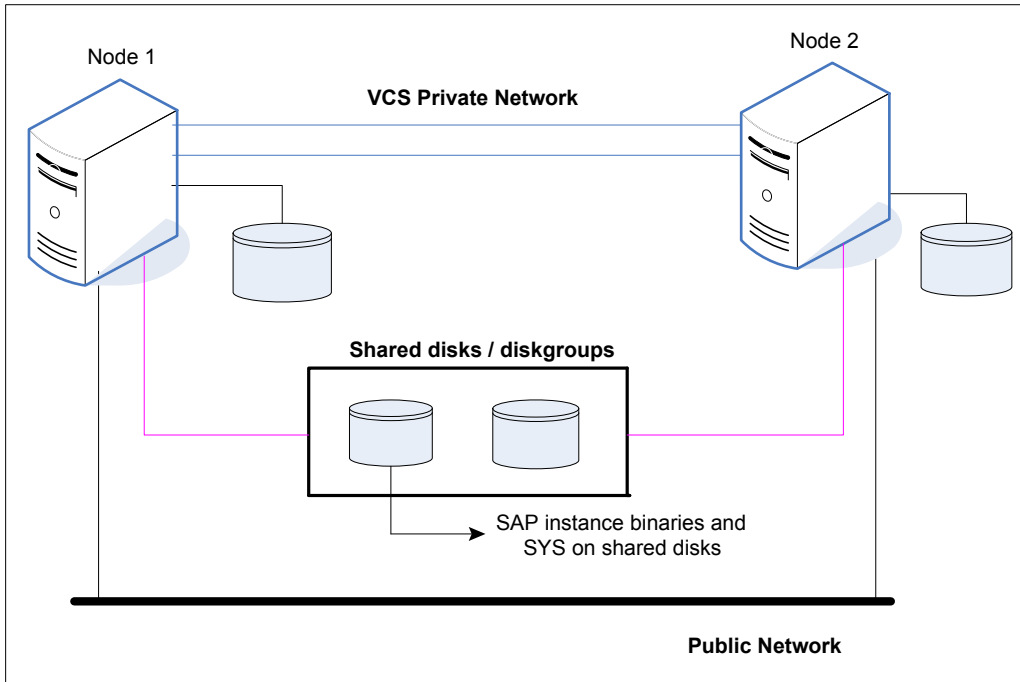 Node 1
Node 2
VCS Private Network
Shared disks / diskgroups
SAP instance binaries and
SYS on shared disks
Public Network